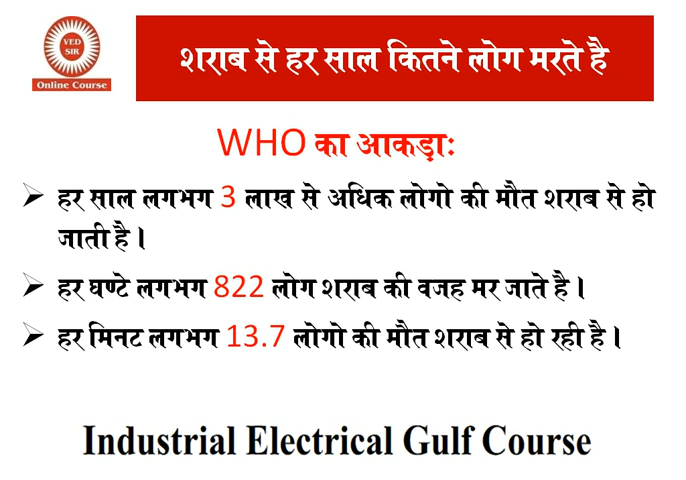 VED
SIR
Online Course
शराब से हर साल कितने लोग मरते है
WHO का आकड़ाः
➢ हर साल लगभग 3 लाख से अधिक लोगो की मौत शराब से हो
जाती है।
➢ हर घण्टे लगभग 822 लोग शराब की वजह मर जाते है।
➢ हर मिनट लगभग 13.7 लोगो की मौत शराब से हो रही है।
Industrial Electrical Gulf Course